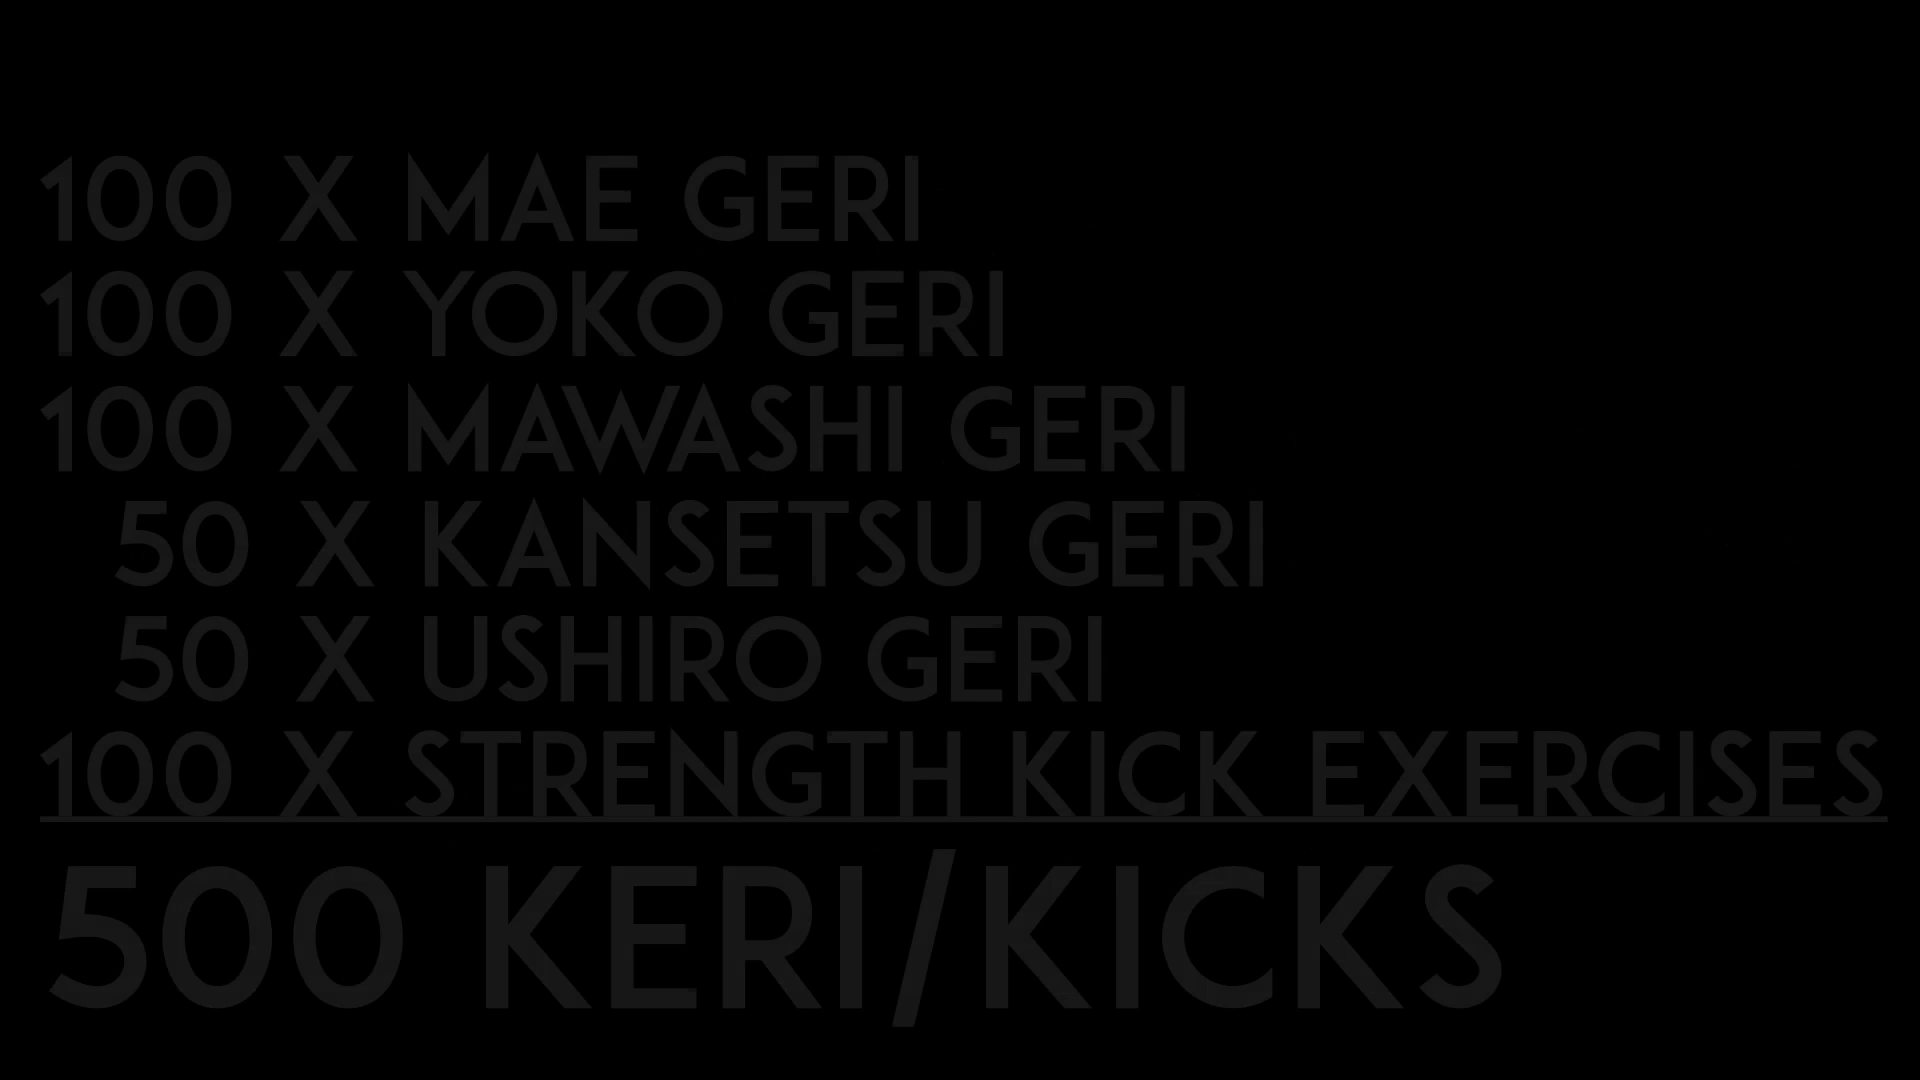 100 X MAE GERI
100 X YOKO GERI
100 X MAWASHI GERI
50 X KANSETSU GERI
50 X USHIRO GERI
100 X STRENGTH KICK EXERCISES
500 KERI/KICKS